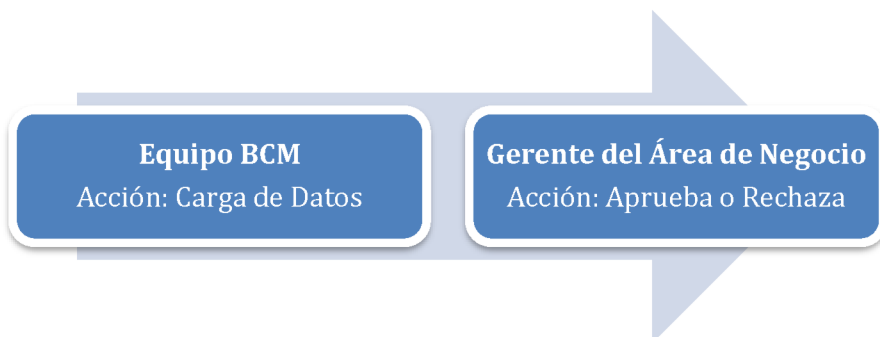 Equipo BCM
Acción: Carga de Datos
Gerente del Área de Negocio
Acción: Aprueba o Rechaza